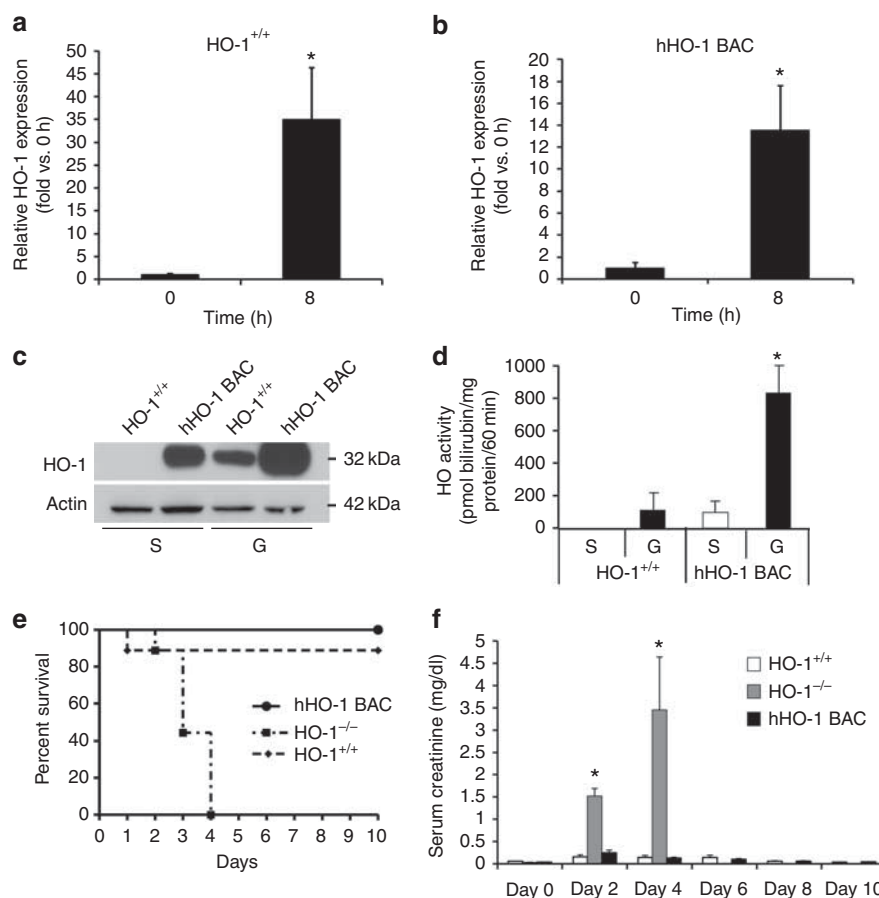 a
HO-1+/+
Relative HO-1 expression
(fold vs. 0 h)
50
45
40
35
30
25
20
15
10
5
0
*
0 8
Time (h)
b
hHO-1 BAC
Relative HO-1 expression
(fold vs. 0 h)
16
14
12
10
8
6
4
2
0
*
0 8
Time (h)
c
HO-1+/+ hHO-1 BAC HO-1+/+ hHO-1 BAC
HO-1
32 kDa
Actin
42 kDa
S G
d
HO activity
(pmol bilirubin/mg
protein/60 min)
1000
800
600
400
200
0
*
S G S G
HO-1+/+ hHO-1 BAC
e
Percent survival
100
80
60
40
20
0
hHO-1 BAC
HO-1−/−
HO-1+/+
0 1 2 3 4 5 6 7 8 9 10
Days
f
Serum creatinine (mg/dl)
5
4.5
4
3.5
3
2.5
2
1.5
1
0.5
0
*
*
HO-1+/+
HO-1−/−
hHO-1 BAC
Day 0 Day 2 Day 4 Day 6 Day 8 Day 10